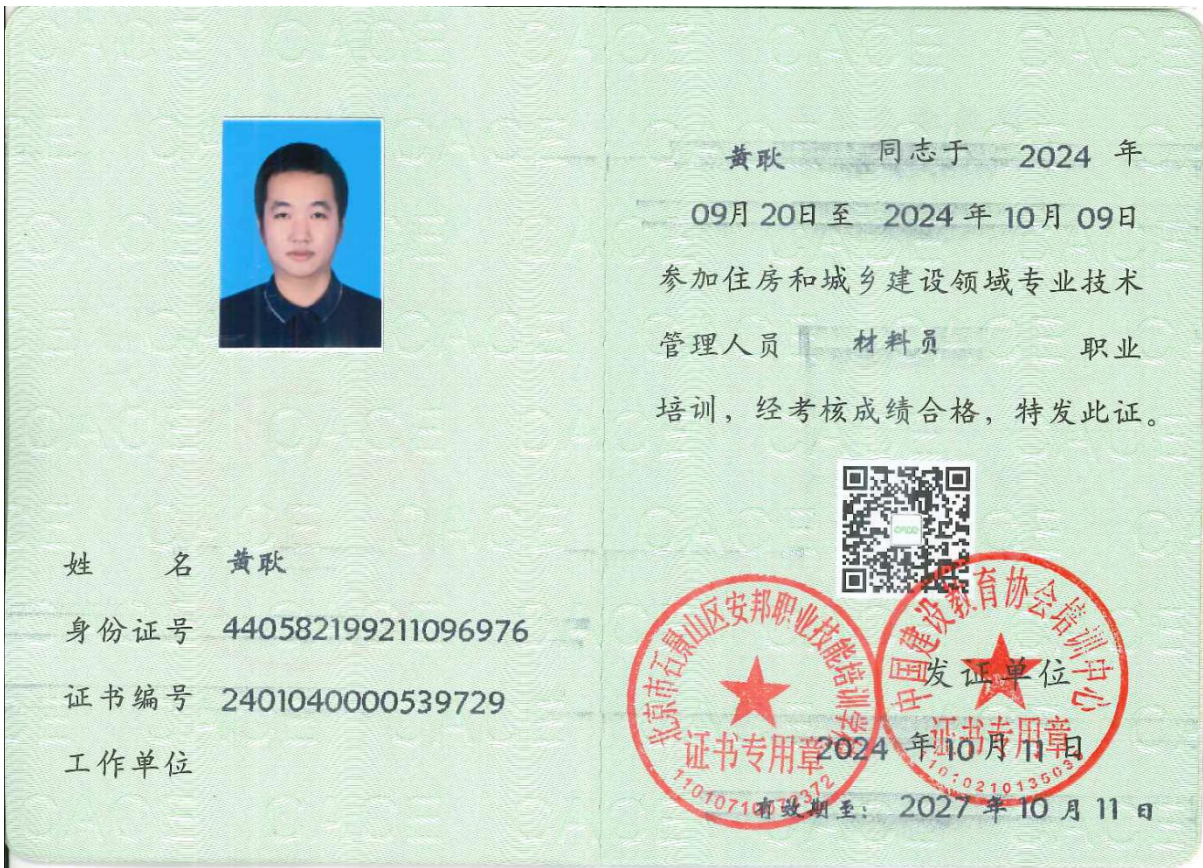 姓 名 黄耿
身份证号 440582199211096976
证书编号 2401040000539729
工作单位
黄耿 同志于 2024 年
09月 20日 至 2024 年 10月 09日
参加住房和城乡建设领域专业技术
管理人员 材料员 职业
培训，经考核成绩合格，特发此证。
北京市石景山区安邦职业技能培训学
证书专用章
中国建设教育协会培训中心
证书专用章
发证单位
2024 年 10月 11 日
有效期至： 2027 年 10 月 11 日
CACE